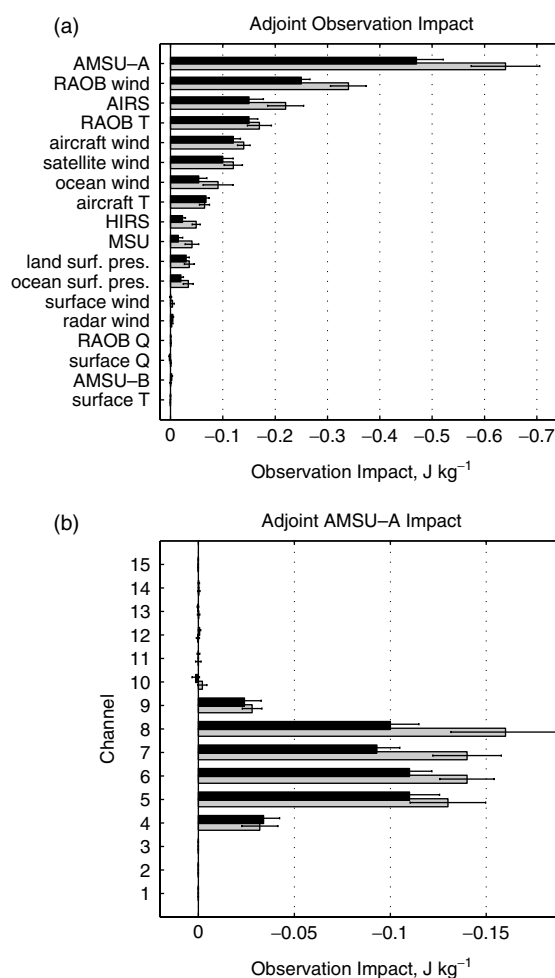 (a)
Adjoint Observation Impact
AMSU–A
RAOB wind
AIRS
RAOB T
aircraft wind
satellite wind
ocean wind
aircraft T
HIRS
MSU
land surf. pres.
ocean surf. pres.
surface wind
radar wind
RAOB Q
surface Q
AMSU–B
surface T
0 −0.1 −0.2 −0.3 −0.4 −0.5 −0.6 −0.7
Observation Impact, J kg⁻¹
(b)
Adjoint AMSU–A Impact
Channel
15
14
13
12
11
10
9
8
7
6
5
4
3
2
1
0 −0.05 −0.1 −0.15
Observation Impact, J kg⁻¹